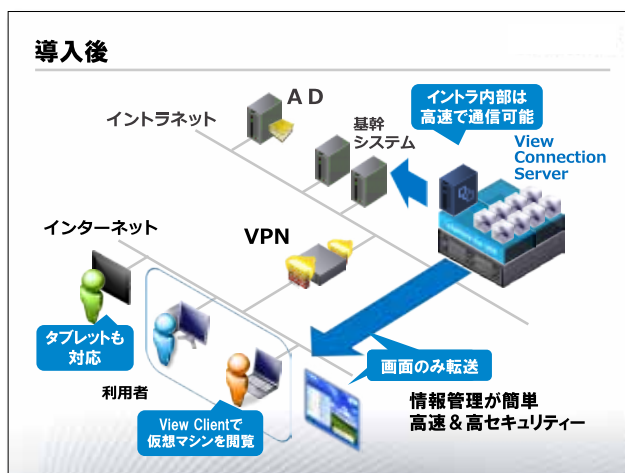 導入後
AD
イントラ内部は
高速で通信可能
イントラネット
基幹
システム
View
Connection
Server
インターネット
VPN
タブレットも
対応
画面のみ転送
利用者
情報管理が簡単
高速&高セキュリティー
View Clientで
仮想マシンを閲覧